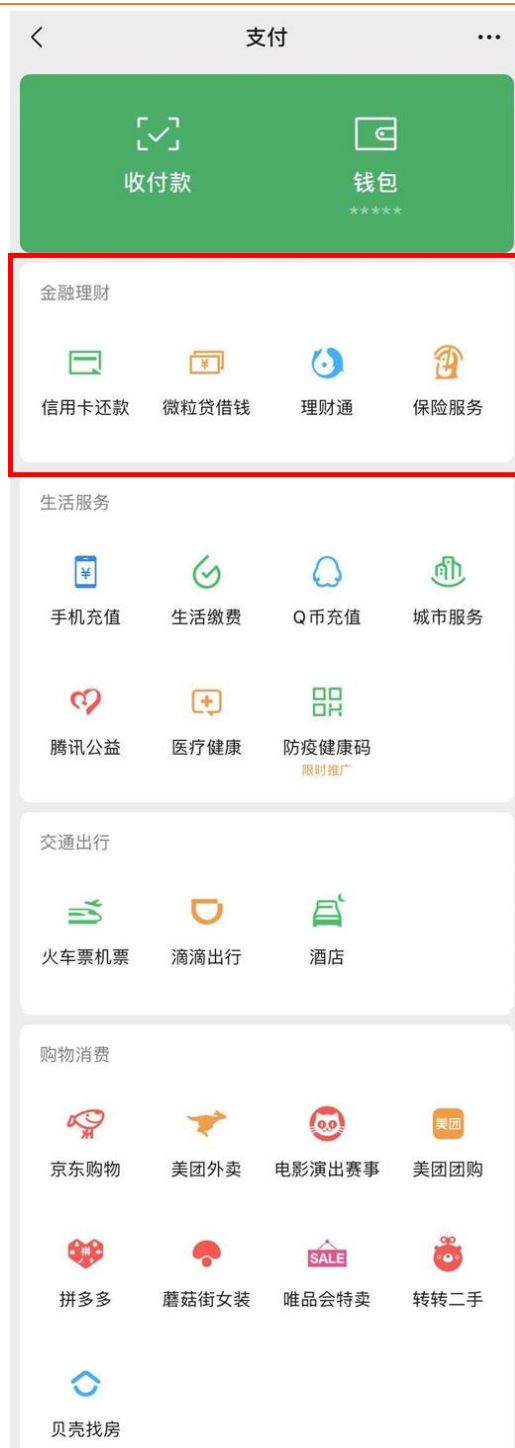 支付
收付款 钱包
*****
金融理财
¥
信用卡还款 微粒贷借钱 理财通 保险服务
生活服务
¥
手机充值 生活缴费 Q币充值 城市服务
腾讯公益 医疗健康 防疫健康码
限时推广
交通出行
火车票机票 滴滴出行 酒店
购物消费
美团
京东购物 美团外卖 电影演出赛事 美团团购
拼 SALE
拼多多 蘑菇街女装 唯品会特卖 转转二手
贝壳找房